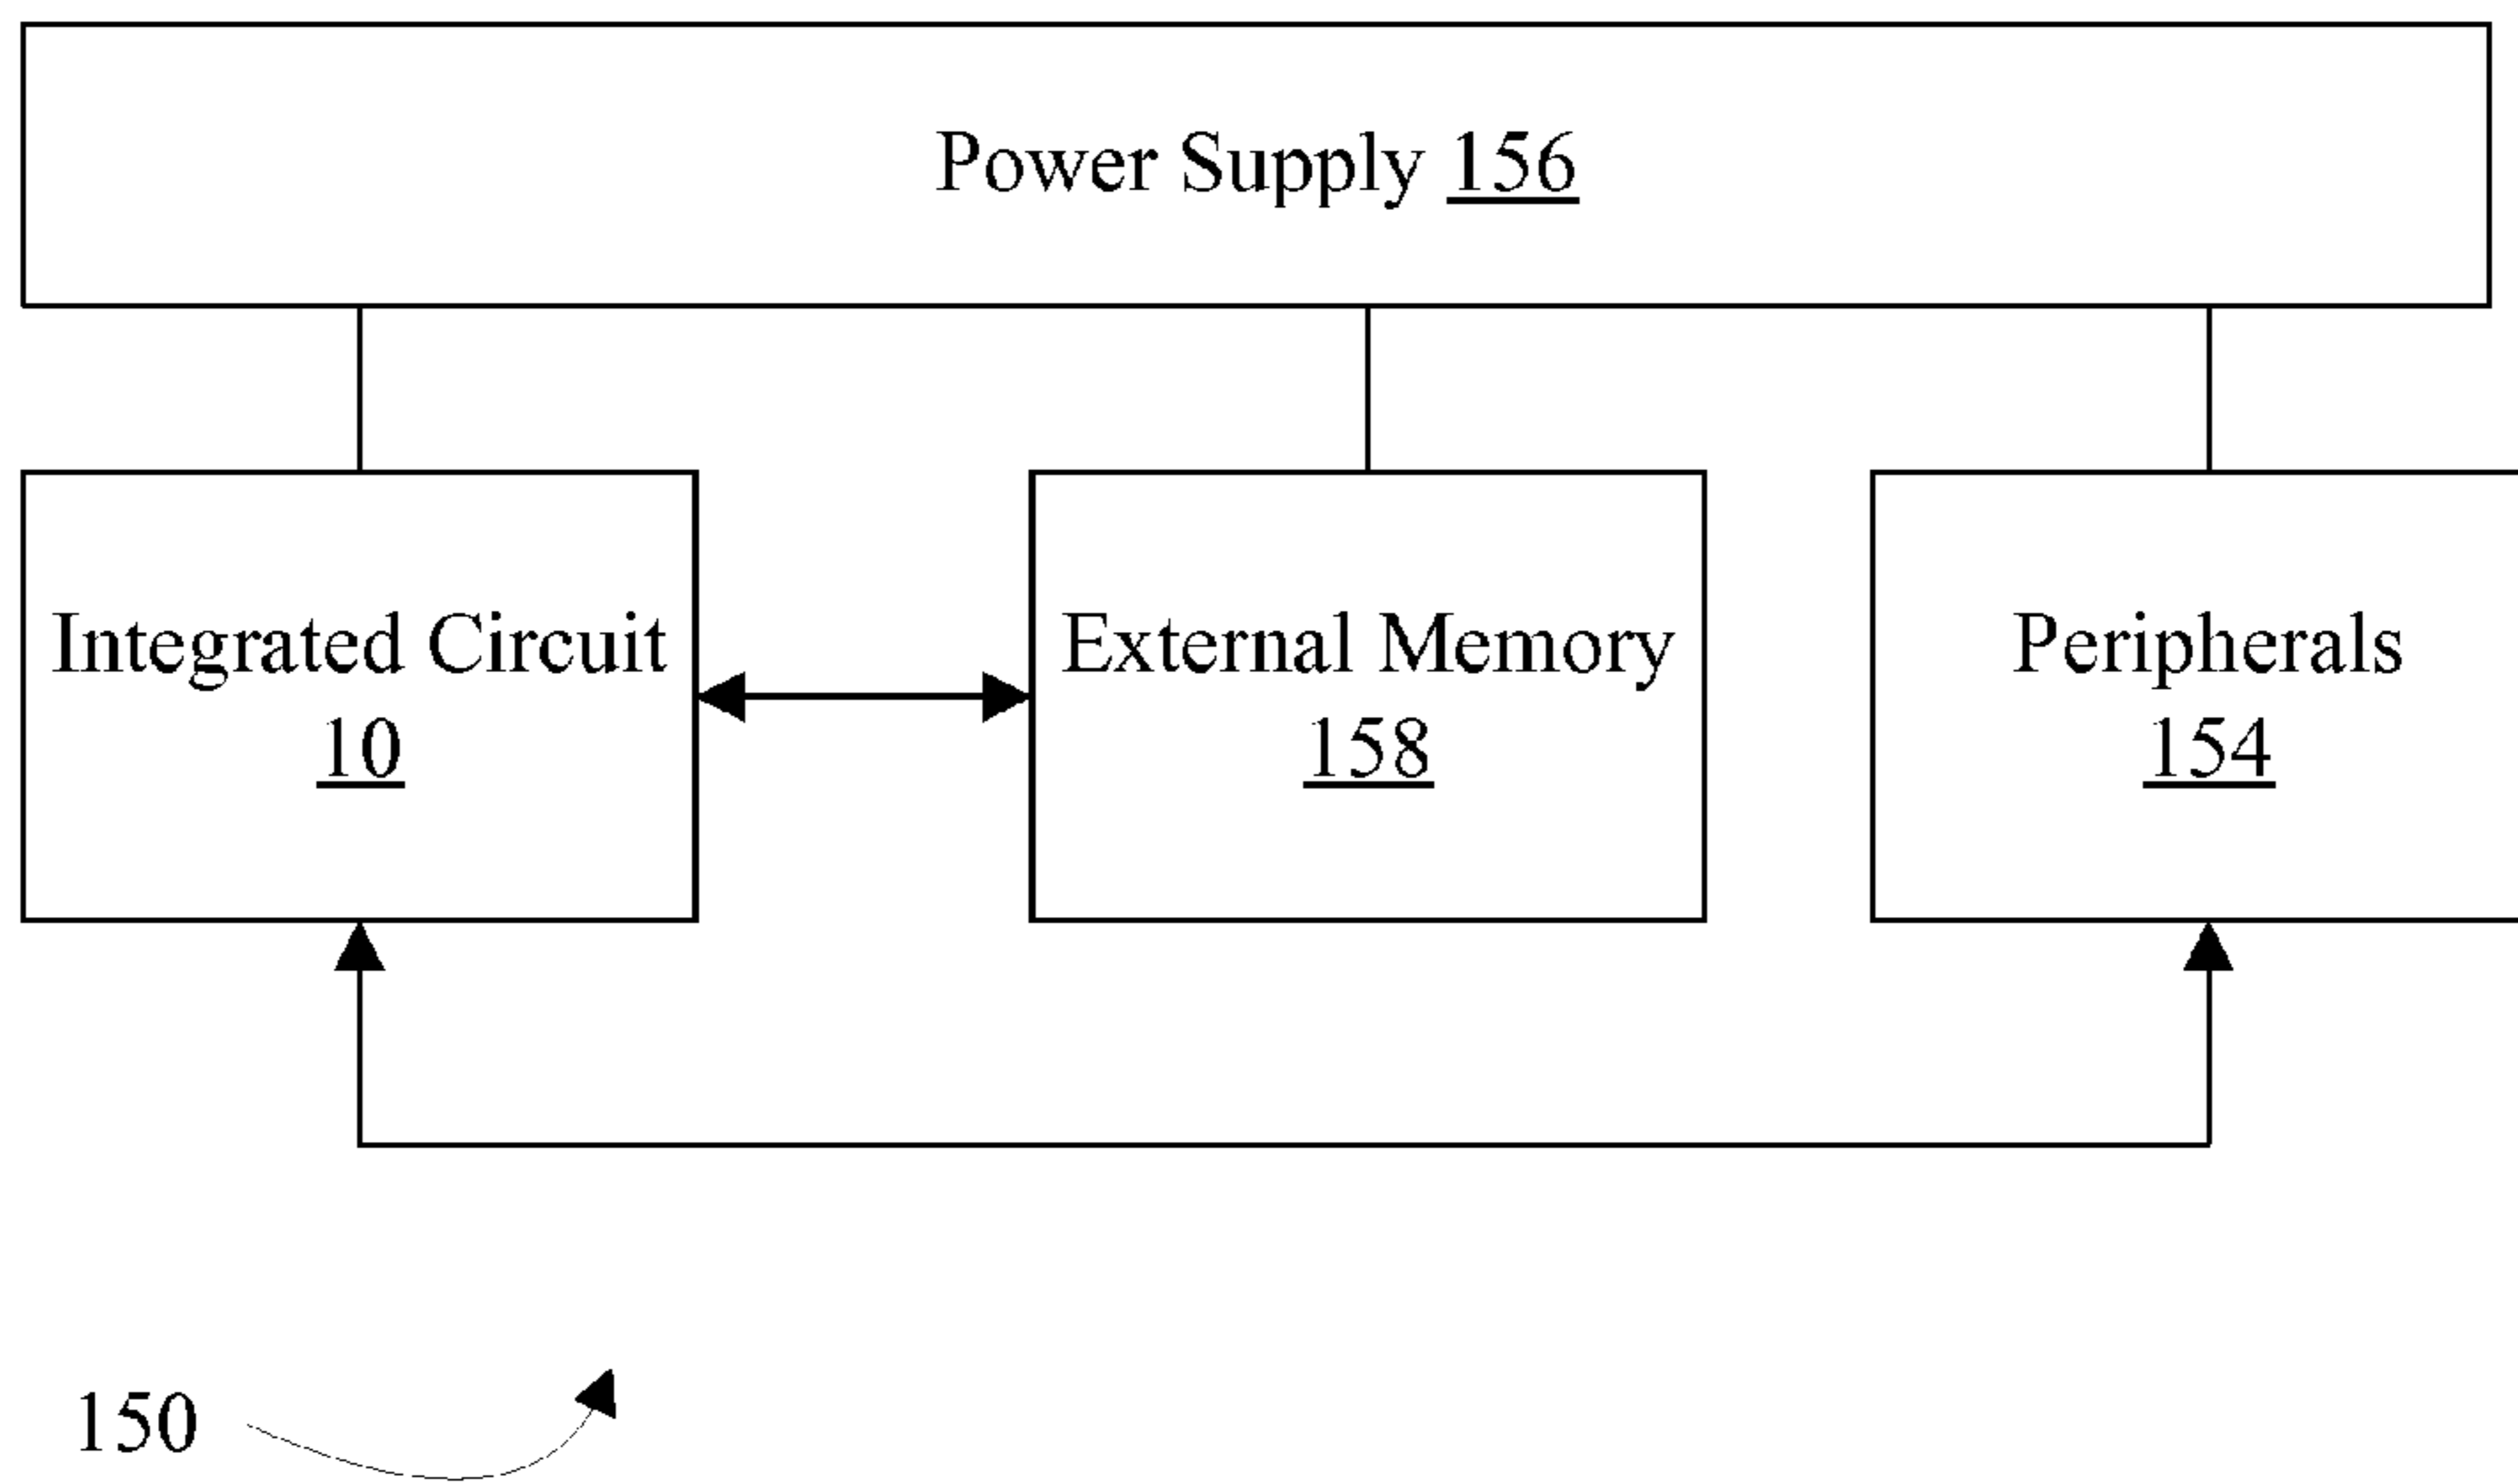 Power Supply 156
Integrated Circuit
10
External Memory
158
Peripherals
154
150